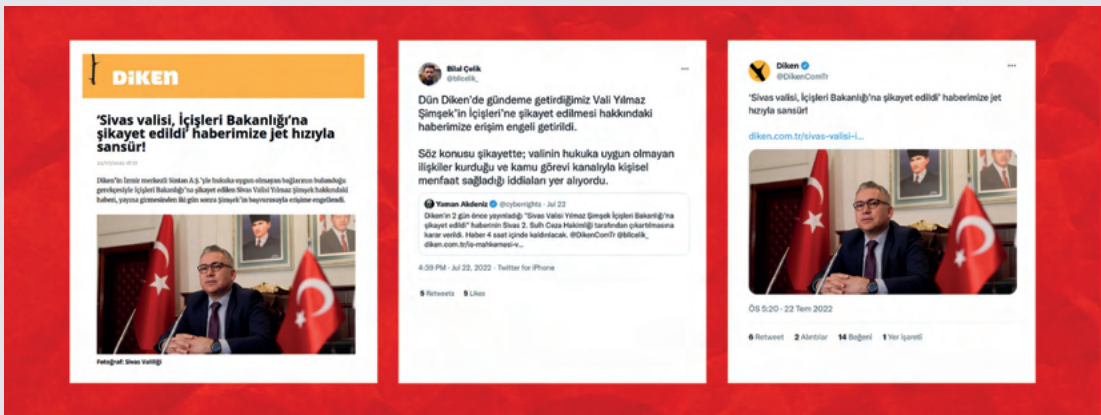 DİKEN
'Sivas valisi, İçişleri Bakanlığı'na
şikayet edildi' haberimize jet hızıyla
sansür!
Diken'in İzmir merkezli Sintan A.Ş.'yle hukuka uygun olmayan bağlarının bulunduğu
gerekçesiyle İçişleri Bakanlığı'na şikayet edilen Sivas Valisi Yılmaz Şimşek hakkındaki
haberi, yayına girmesinden iki gün sonra Şimşek'in başvurusuyla erişime engellendi.
Fotoğraf: Sivas Valiliği
Bilal Çelik
@bilcelik_
Dün Diken'de gündeme getirdiğimiz Vali Yılmaz
Şimşek'in İçişleri'ne şikayet edilmesi hakkındaki
haberimize erişim engeli getirildi.
Söz konusu şikayette; valinin hukuka uygun olmayan
ilişkiler kurduğu ve kamu görevi kanalıyla kişisel
menfaat sağladığı iddiaları yer alıyordu.
Yaman Akdeniz @cyberrights · Jul 22
Diken'in 2 gün önce yayınladığı "Sivas Valisi Yılmaz Şimşek İçişleri Bakanlığı'na
şikayet edildi" haberinin Sivas 2. Sulh Ceza Hakimliği tarafından çıkartılmasına
karar verildi. Haber 4 saat içinde kaldırılacak. @DikenComTr @bilcelik_
diken.com.tr/is-mahkemesi-v...
4:39 PM · Jul 22, 2022 · Twitter for iPhone
5 Retweets 5 Likes
Diken
@DikenComTr
'Sivas valisi, İçişleri Bakanlığı'na şikayet edildi' haberimize jet
hızıyla sansür!
diken.com.tr/sivas-valisi-i...
ÖS 5:20 · 22 Tem 2022
6 Retweet 2 Alıntılar 14 Beğeni 1 Yer İşareti